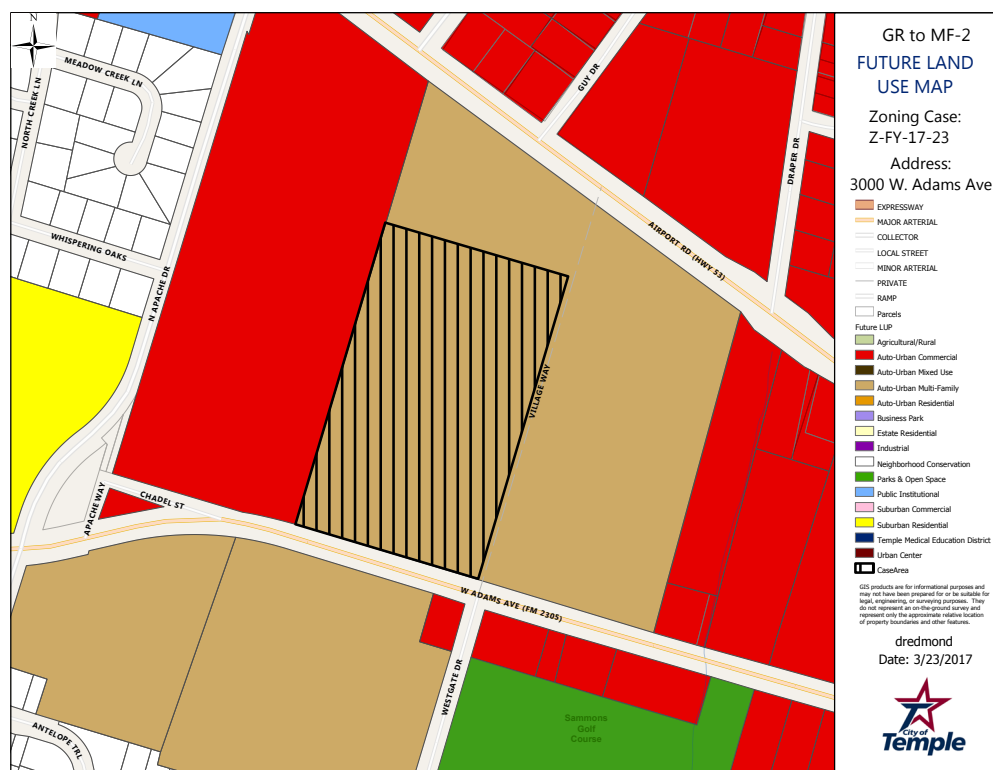 N
MEADOW CREEK LN
NORTH CREEK LN
WHISPERING OAKS
N APACHE DR
GUY DR
DRAPER DR
AIRPORT RD (HWY 53)
VILLAGE WAY
CHADEL ST
APACHE WAY
W ADAMS AVE (FM 2305)
WESTGATE DR
ANTELOPE TRL
Sammons
Golf
Course
GR to MF-2
FUTURE LAND
USE MAP
Zoning Case:
Z-FY-17-23
Address:
3000 W. Adams Ave
EXPRESSWAY
MAJOR ARTERIAL
COLLECTOR
LOCAL STREET
MINOR ARTERIAL
PRIVATE
RAMP
Parcels
Future LUP
Agricultural/Rural
Auto-Urban Commercial
Auto-Urban Mixed Use
Auto-Urban Multi-Family
Auto-Urban Residential
Business Park
Estate Residential
Industrial
Neighborhood Conservation
Parks & Open Space
Public Institutional
Suburban Commercial
Suburban Residential
Temple Medical Education District
Urban Center
CaseArea
GIS products are for informational purposes and
may not have been prepared for or be suitable for
legal, engineering, or surveying purposes. They
do not represent an on-the-ground survey and
represent only the approximate relative location
of property boundaries and other features.
dredmond
Date: 3/23/2017
City of
Temple